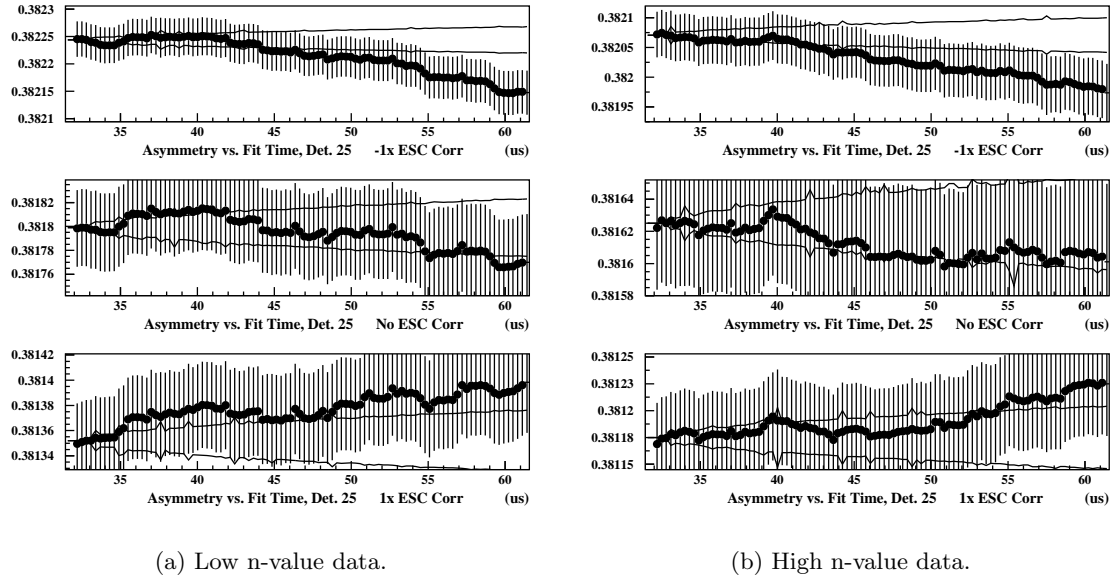 0.3823
0.38225
0.3822
0.38215
0.3821
35 40 45 50 55 60
Asymmetry vs. Fit Time, Det. 25 -1x ESC Corr (us)
0.38182
0.3818
0.38178
0.38176
35 40 45 50 55 60
Asymmetry vs. Fit Time, Det. 25 No ESC Corr (us)
0.38142
0.3814
0.38138
0.38136
0.38134
35 40 45 50 55 60
Asymmetry vs. Fit Time, Det. 25 1x ESC Corr (us)
(a) Low n-value data.
0.3821
0.38205
0.382
0.38195
35 40 45 50 55 60
Asymmetry vs. Fit Time, Det. 25 -1x ESC Corr (us)
0.38164
0.38162
0.3816
0.38158
35 40 45 50 55 60
Asymmetry vs. Fit Time, Det. 25 No ESC Corr (us)
0.38125
0.38123
0.3812
0.38118
0.38115
35 40 45 50 55 60
Asymmetry vs. Fit Time, Det. 25 1x ESC Corr (us)
(b) High n-value data.